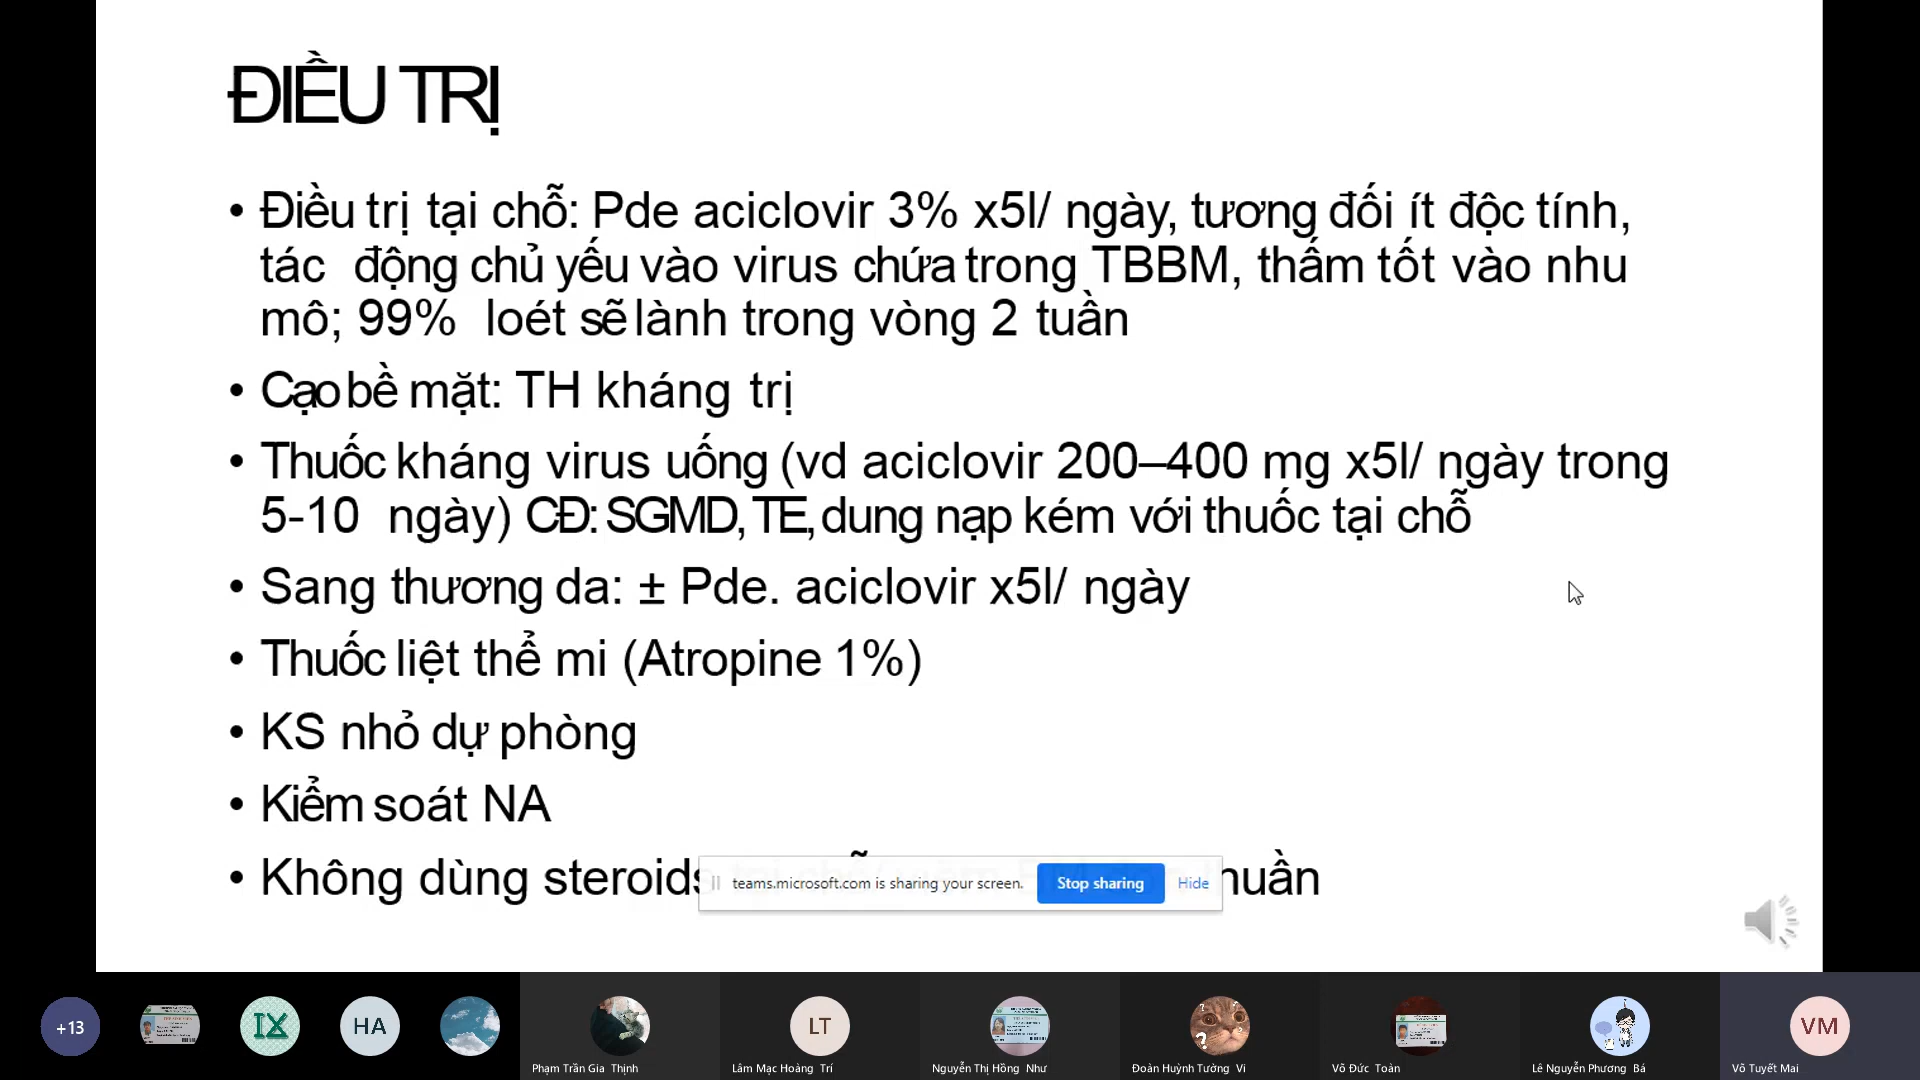 ĐIỀU TRỊ
• Điều trị tại chỗ: Pde aciclovir 3% x5l/ ngày, tương đối ít độc tính,
tác động chủ yếu vào virus chứa trong TBBM, thấm tốt vào nhu
mô; 99% loét sẽ lành trong vòng 2 tuần
• Cạo bề mặt: TH kháng trị
• Thuốc kháng virus uống (vd aciclovir 200–400 mg x5l/ ngày trong
5-10 ngày) CĐ: SGMD, TE, dung nạp kém với thuốc tại chỗ
• Sang thương da: ± Pde. aciclovir x5l/ ngày
• Thuốc liệt thể mi (Atropine 1%)
• KS nhỏ dự phòng
• Kiểm soát NA
• Không dùng steroids
teams.microsoft.com is sharing your screen. Stop sharing Hide
+13 IX HA LT VM
Phạm Trần Gia Thịnh Lâm Mạc Hoàng Trí Nguyễn Thị Hồng Như Đoàn Huỳnh Tường Vi Võ Đức Toàn Lê Nguyễn Phương Bá Võ Tuyết Mai